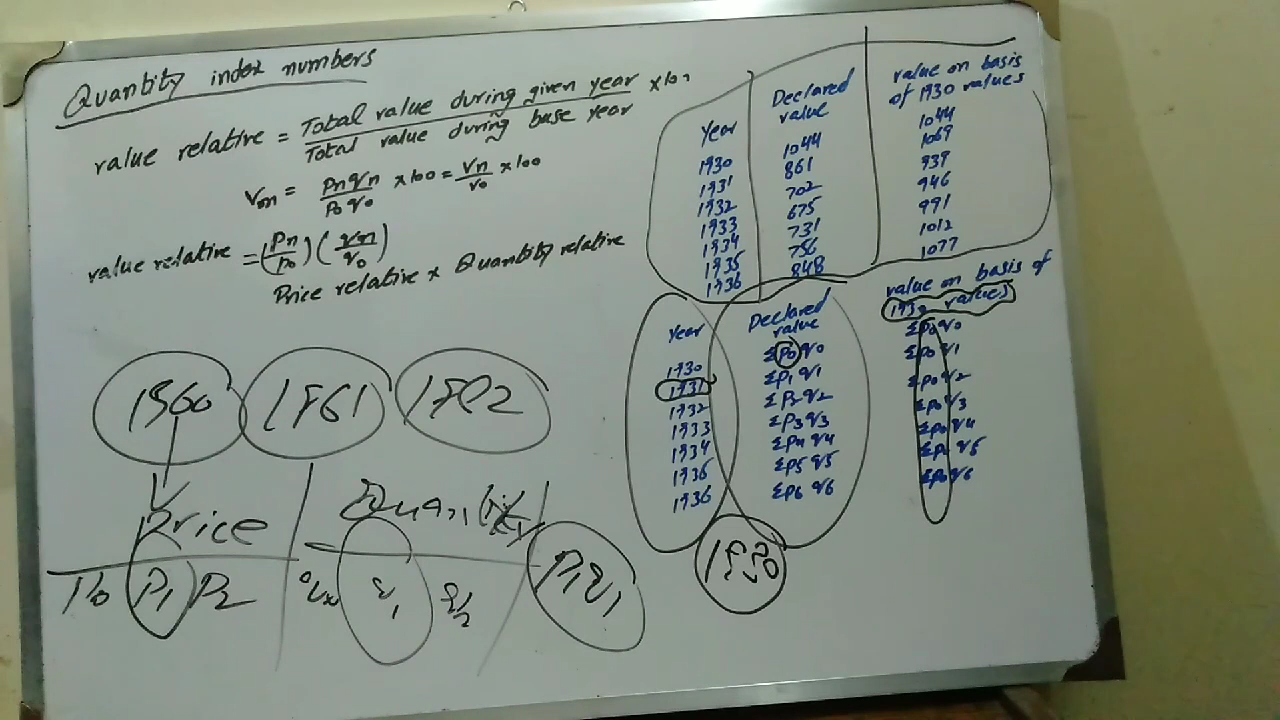 Quantity index numbers
value relative = Total value during given year × 100
Total value during base year
Von = pnqn / p0q0 × 100 = Vn / V0 × 100
value relative = (pn / p0) (qn / q0)
Price relative × Quantity relative
Year Declared value value on basis of 1930 values
1930 1044 1044
1931 861 1069
1932 702 939
1933 675 946
1934 731 991
1935 756 1012
1936 848 1077
Year Declared value value on basis of 1930 values
1930 Σp0q0 Σp0q0
1931 Σp1q1 Σp0q1
1932 Σp2q2 Σp0q2
1933 Σp3q3 Σp0q3
1934 Σp4q4 Σp0q4
1935 Σp5q5 Σp0q5
1936 Σp6q6 Σp0q6
1930
1960 1961 1962
Price Quantity
P0 P1 P2 q0 q1 q2 P1q1